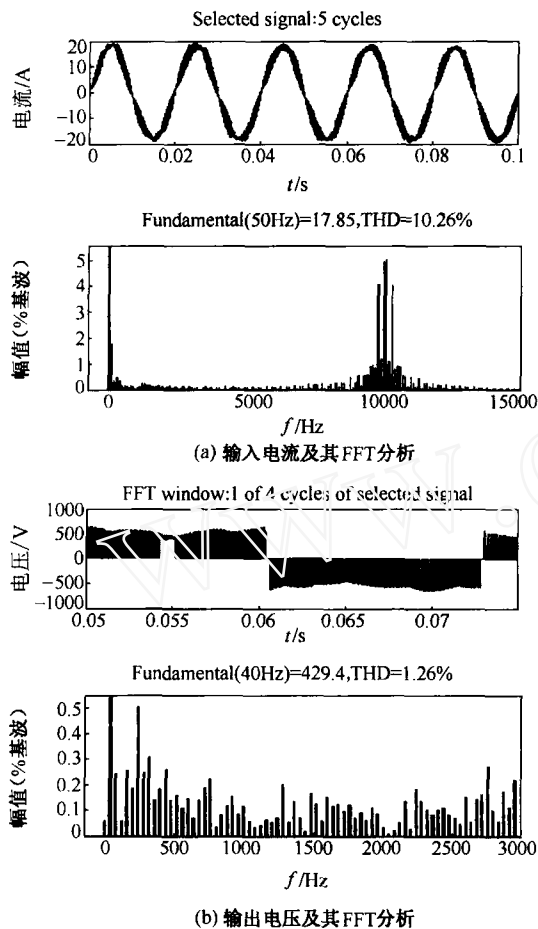 Selected signal:5 cycles
电流/A
20
10
0
−10
−20
0 0.02 0.04 0.06 0.08 0.1
t/s
Fundamental(50Hz)=17.85,THD=10.26%
幅值(%基波)
5
4
3
2
1
0
0 5000 10000 15000
f/Hz
(a) 输入电流及其FFT分析
FFT window:1 of 4 cycles of selected signal
电压/V
1000
500
0
−500
−1000
0.05 0.055 0.06 0.065 0.07
t/s
Fundamental(40Hz)=429.4,THD=1.26%
幅值(%基波)
0.5
0.4
0.3
0.2
0.1
0
0 500 1000 1500 2000 2500 3000
f/Hz
(b) 输出电压及其FFT分析